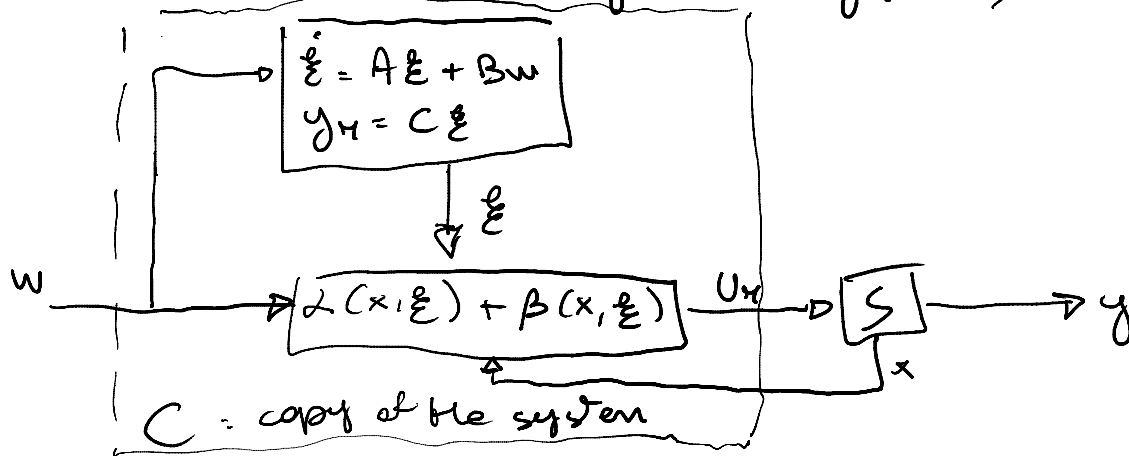 ξ̇ = Aξ + Bw
yₘ = Cξ
ξ
w
α(x,ξ) + β(x,ξ)
Uₘ
S
y
x
C = copy of the system